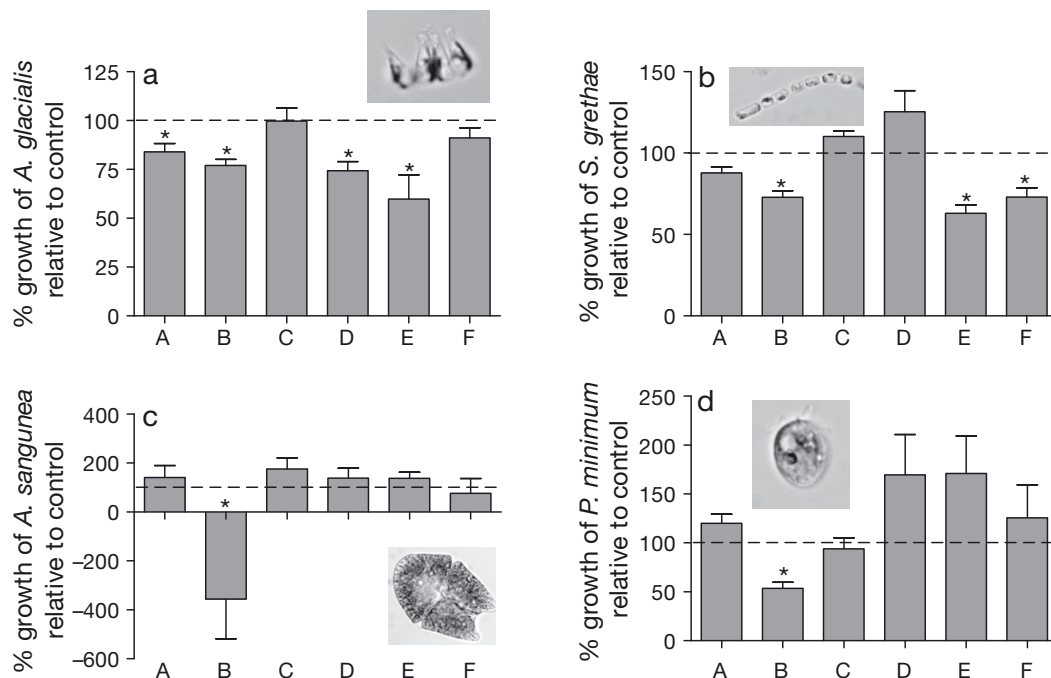 a
% growth of A. glacialis
relative to control
125
100
75
50
25
0
* * * *
A B C D E F
b
% growth of S. grethae
relative to control
150
100
50
0
* * *
A B C D E F
c
% growth of A. sangunea
relative to control
400
200
0
–200
–400
–600
*
A B C D E F
d
% growth of P. minimum
relative to control
250
200
150
100
50
0
*
A B C D E F